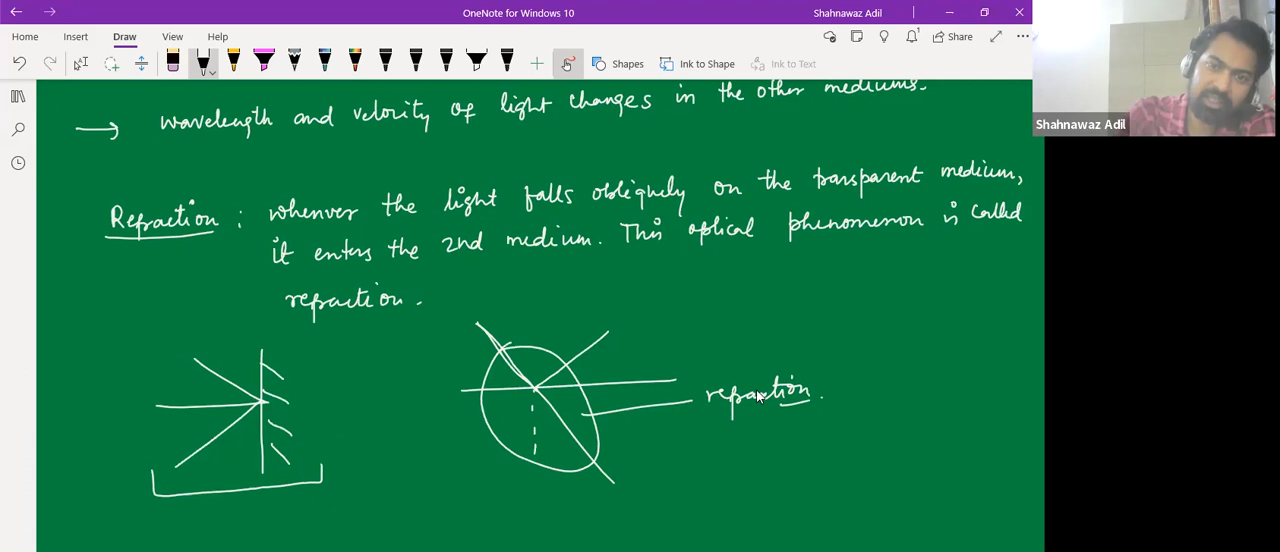 OneNote for Windows 10
Shahnawaz Adil
Home Insert Draw View Help
Share
Shapes Ink to Shape Ink to Text
light changes in the other mediums.
→ wavelength and velocity of
Shahnawaz Adil
Refraction : whenver the light falls obliquely on the transparent medium,
it enters the 2nd medium. This optical phenomenon is called
refraction.
refraction.